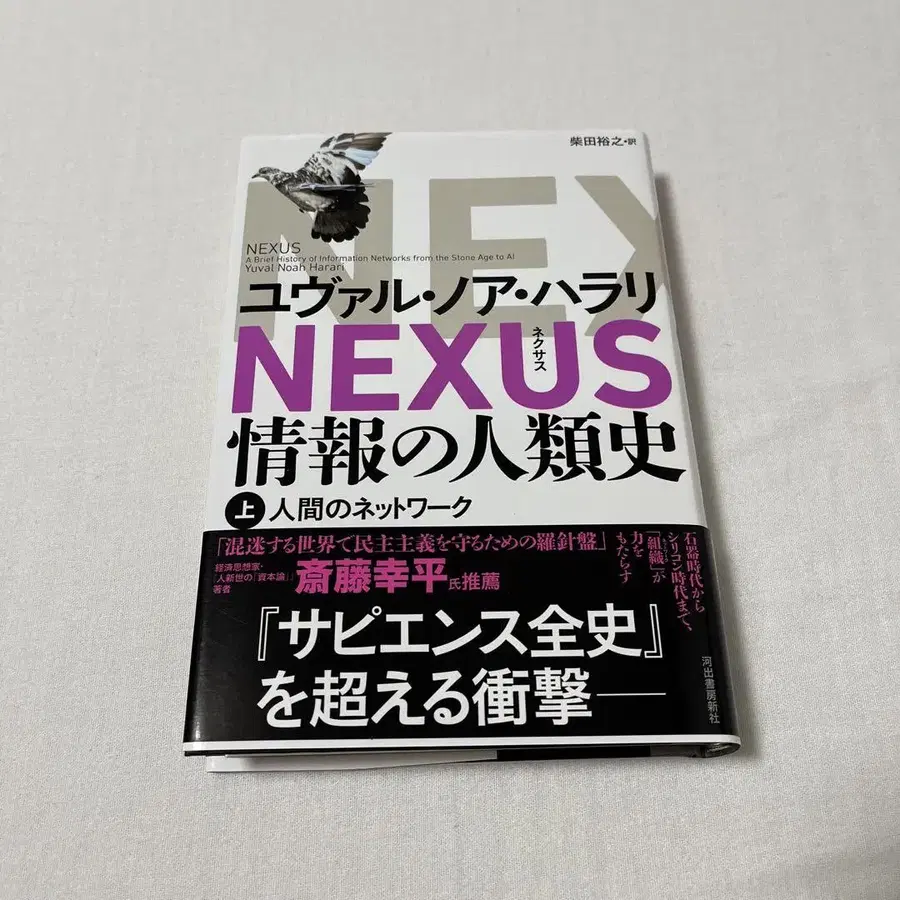 柴田裕之・訳
NEX
NEXUS
A Brief History of Information Networks from the Stone Age to AI
Yuval Noah Harari
ユヴァル・ノア・ハラリ
NEXUS
ネクサス
情報の人類史
上 人間のネットワーク
「混迷する世界で民主主義を守るための羅針盤」
経済思想家・
『人新世の「資本論」』
著者
斎藤幸平氏推薦
『サピエンス全史』
を超える衝撃──
石器時代から
シリコン時代まで、
「組織」が
力を
もたらす
河出書房新社